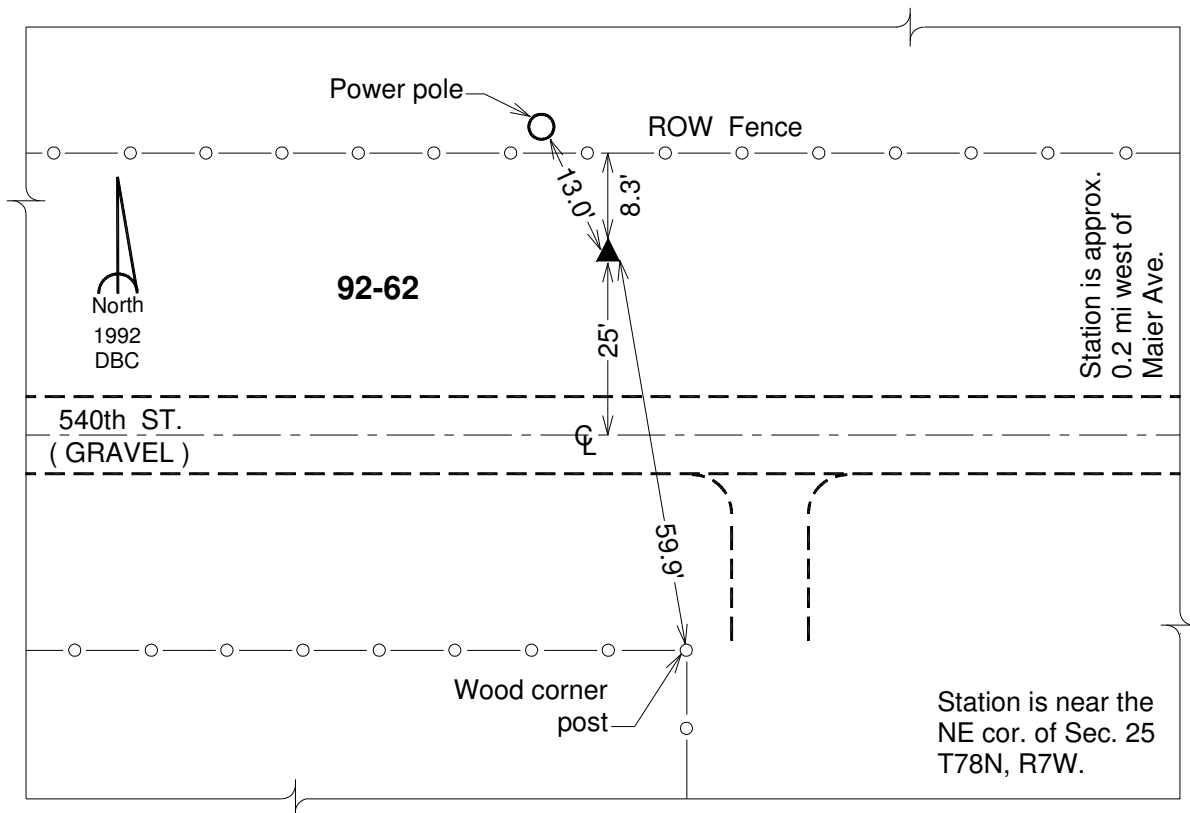 Power pole
ROW Fence
13.0'
8.3'
Station is approx.
0.2 mi west of
Maier Ave.
92-62
North
1992
DBC
25'
540th ST.
( GRAVEL )
CL
59.9'
Wood corner
post
Station is near the
NE cor. of Sec. 25
T78N, R7W.